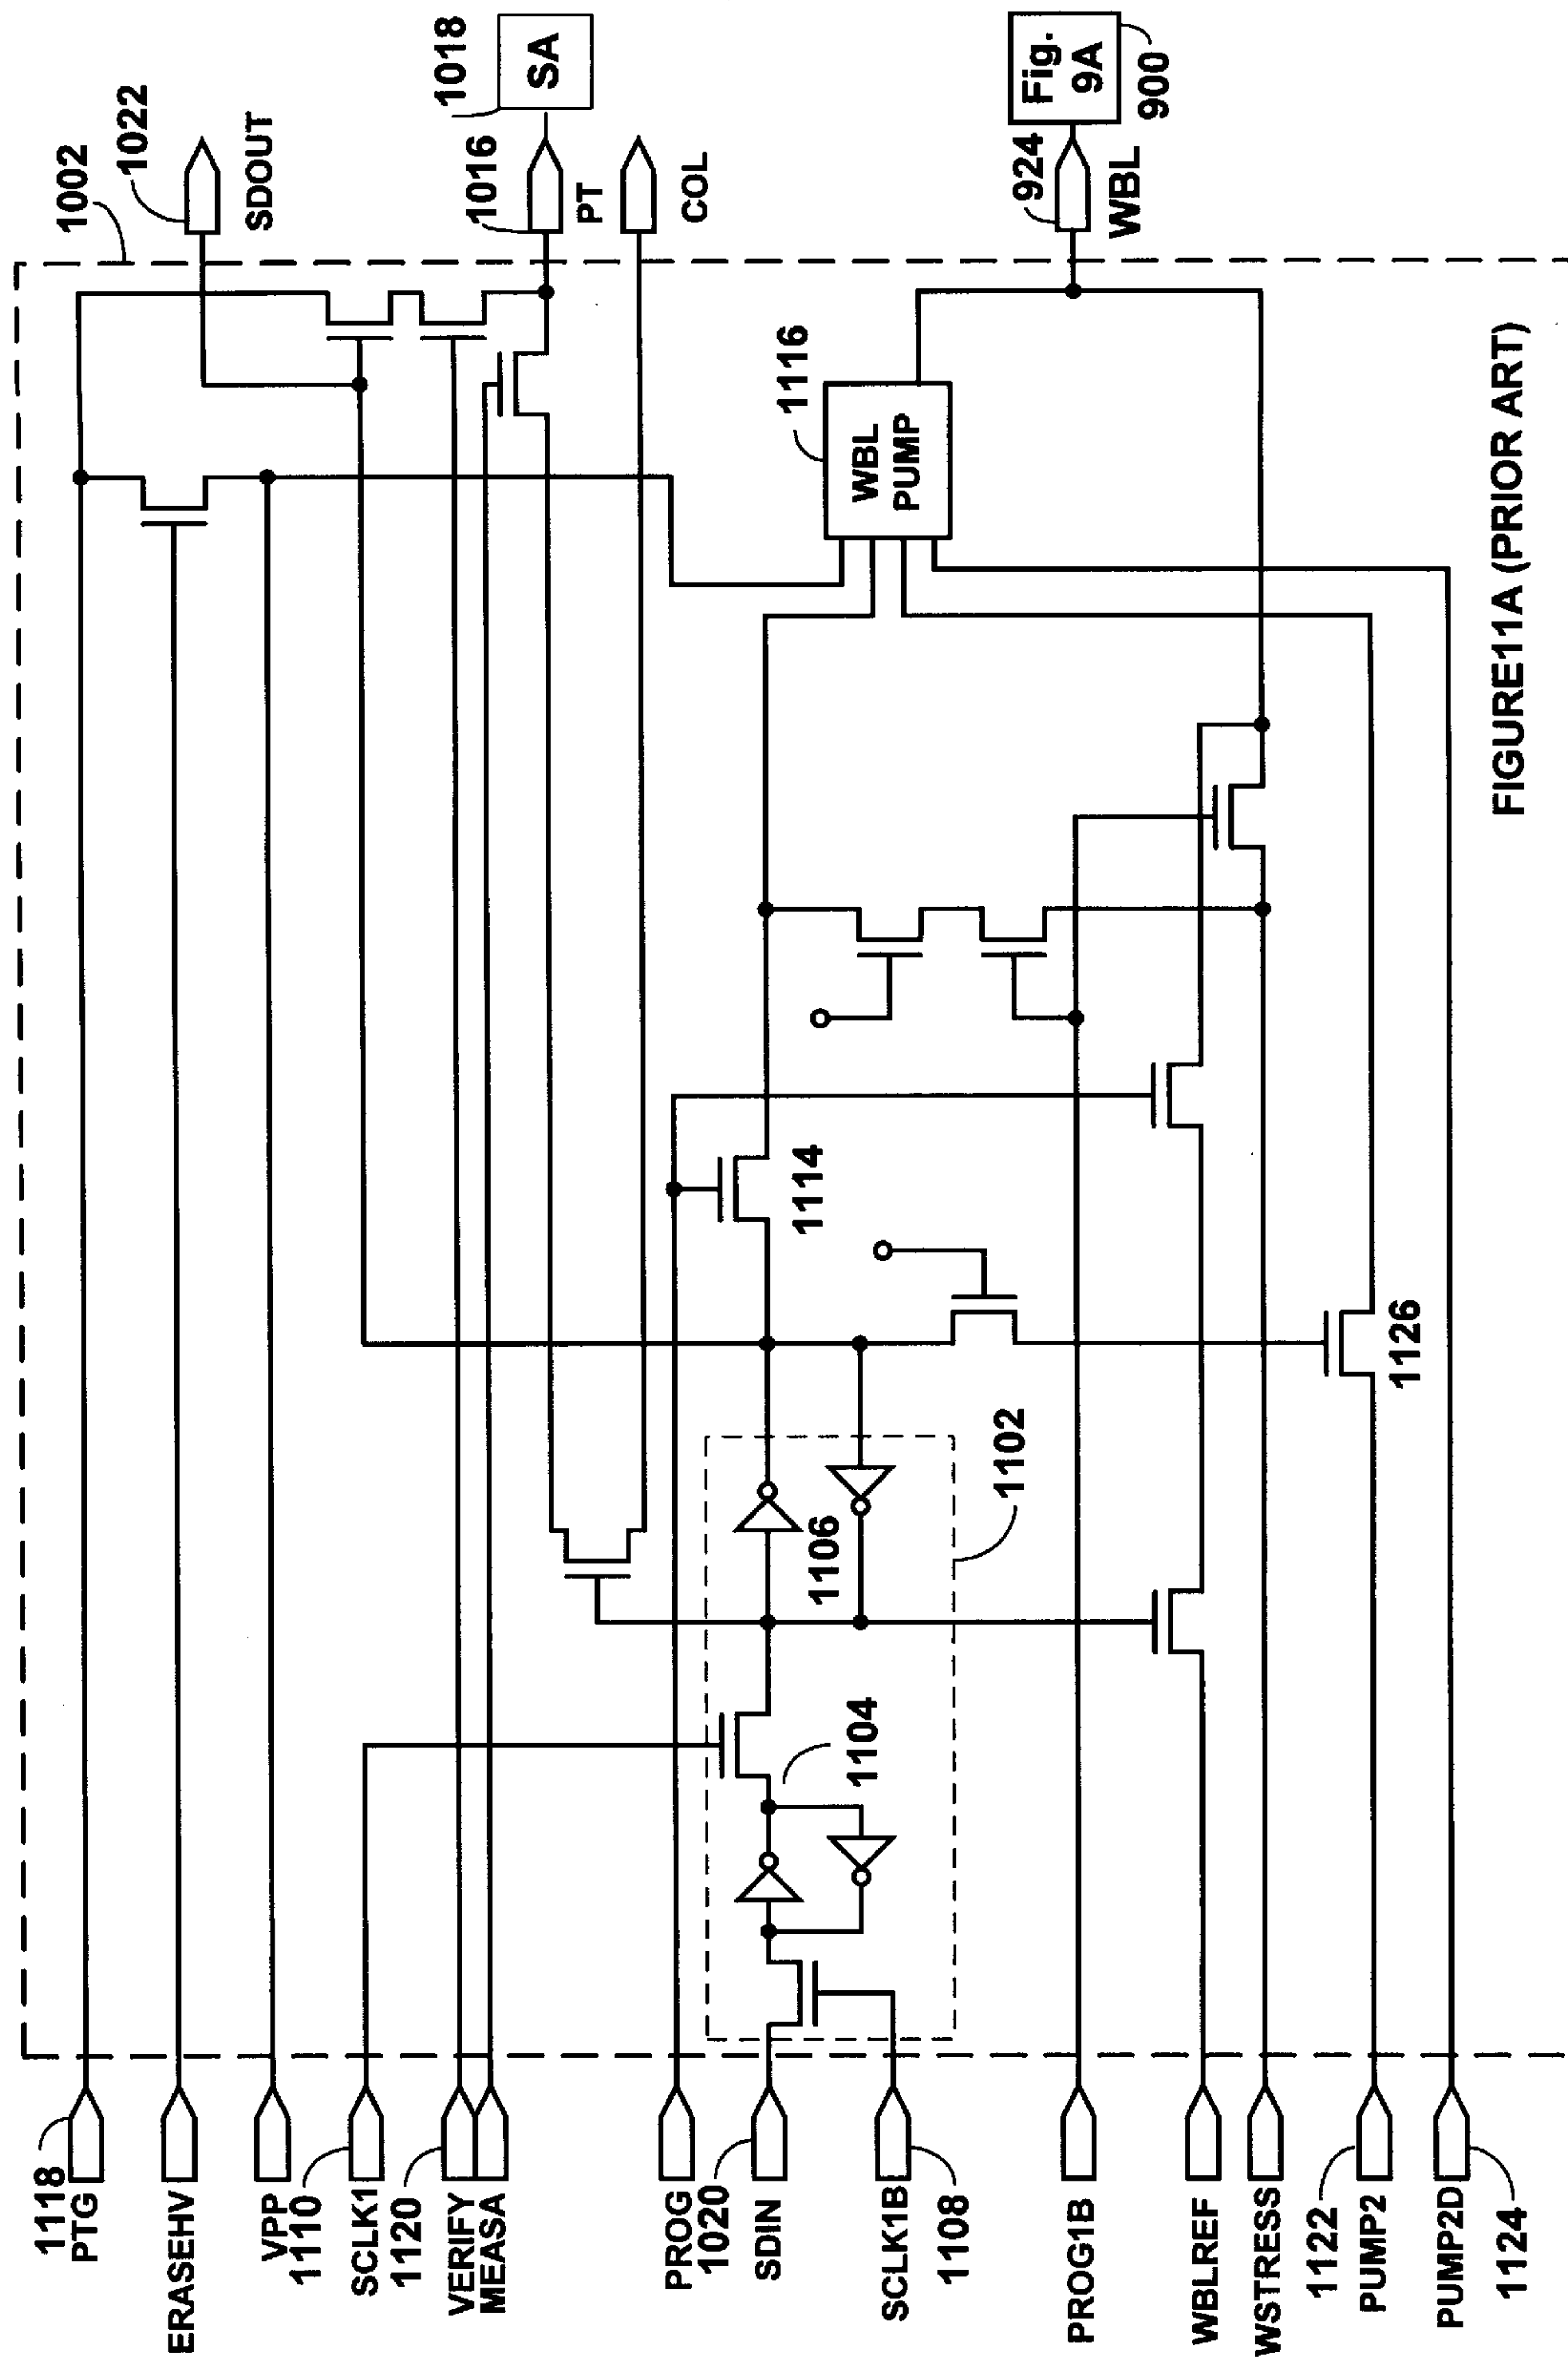 1118
PTG
ERASEHV
VPP
1110
SCLK1
1120
VERIFY
MEASA
PROG
1020
SDIN
SCLK1B
1108
PROG1B
WBLREF
WSTRESS
1122
PUMP2
PUMP2D
1124
1104
1106
1102
1126
1114
1116
WBL
PUMP
1002
1022
SDOUT
1016
PT
1018
SA
COL
924
WBL
Fig.
9A
900
FIGURE11A (PRIOR ART)